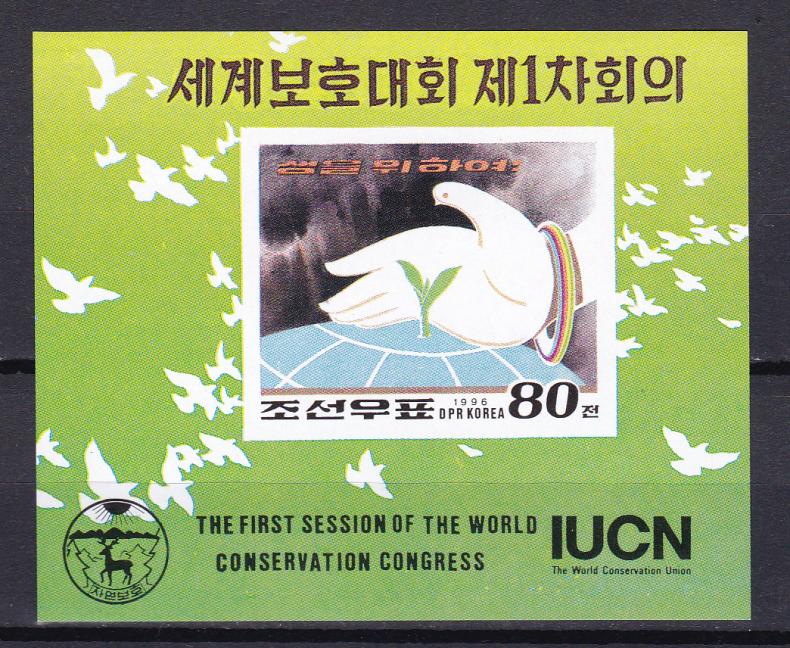 세계보호대회 제1차회의
생을 위하여!
조선우표
1996
DPR KOREA
80전
THE FIRST SESSION OF THE WORLD
CONSERVATION CONGRESS
IUCN
The World Conservation Union
자연보호